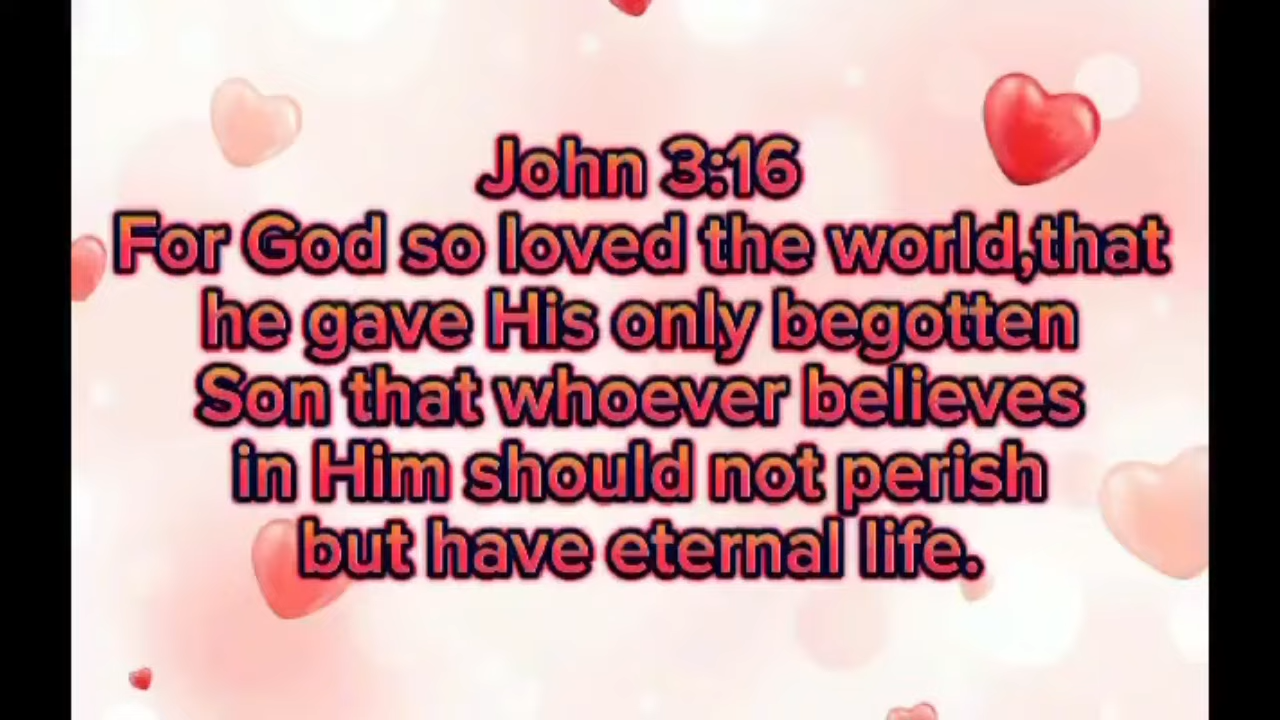 John 3:16
For God so loved the world,that
he gave His only begotten
Son that whoever believes
in Him should not perish
but have eternal life.